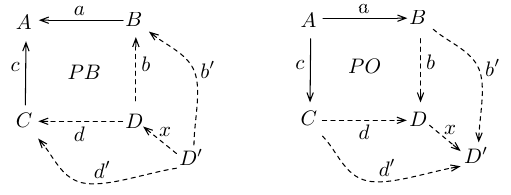 A a B A a B
c PB b b′ c PO b b′
C d D x C d D x
d′ D′ d′ D′